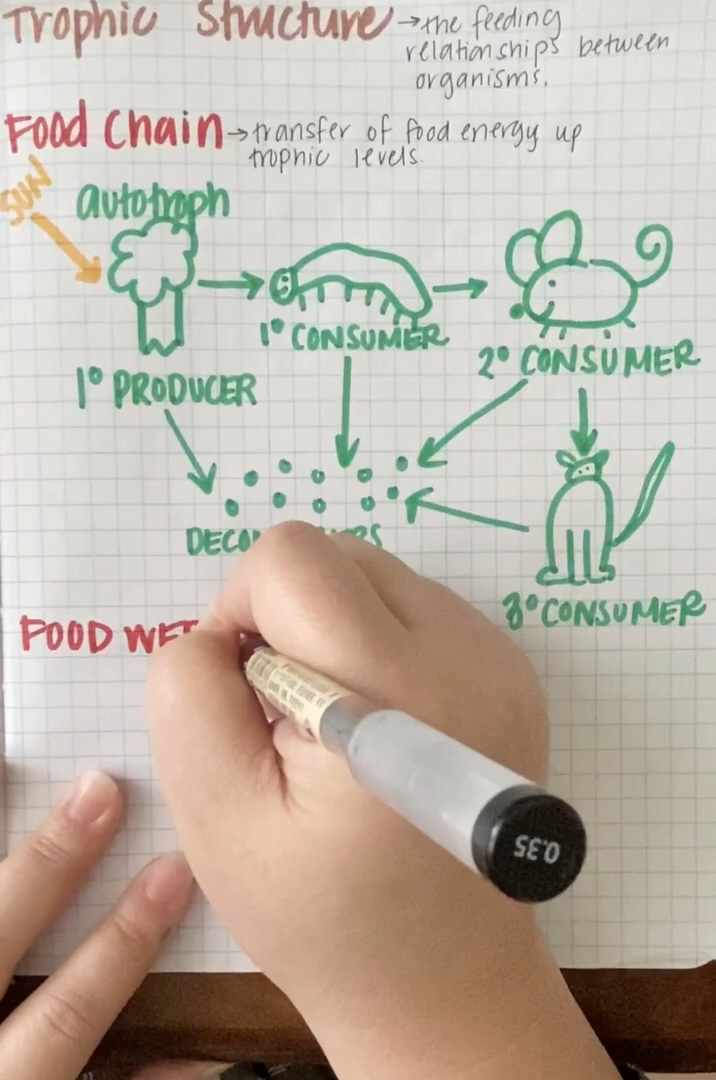 Trophic Structure → the feeding
relationships between
organisms.
Food Chain → transfer of food energy up
trophic levels.
SUN
autotroph
1° CONSUMER
2° CONSUMER
1° PRODUCER
3° CONSUMER
FOOD
0.35